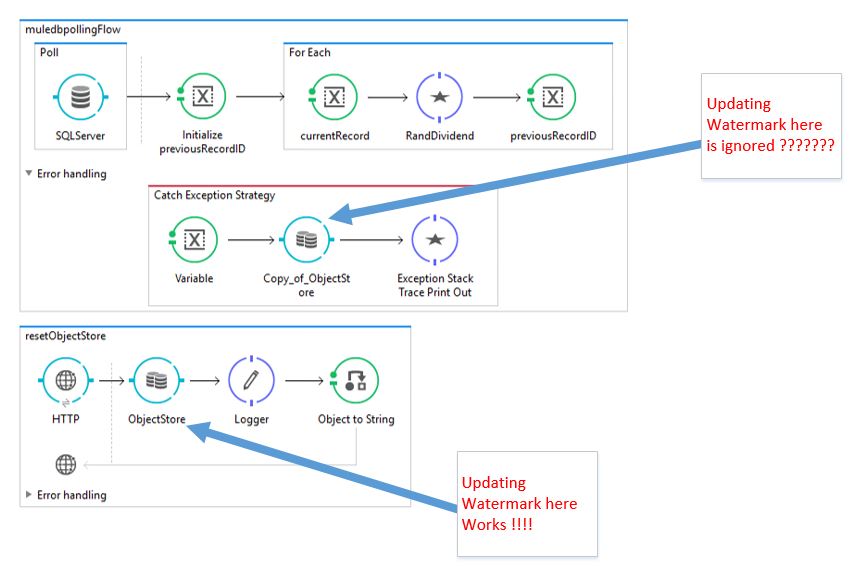 muledbpollingFlow
Poll
For Each
SQLServer
Initialize
previousRecordID
currentRecord
RandDividend
previousRecordID
Updating
Watermark here
is ignored ???????
Error handling
Catch Exception Strategy
Variable
Copy_of_ObjectSt
ore
Exception Stack
Trace Print Out
resetObjectStore
HTTP
ObjectStore
Logger
Object to String
Updating
Watermark here
Works !!!!
Error handling